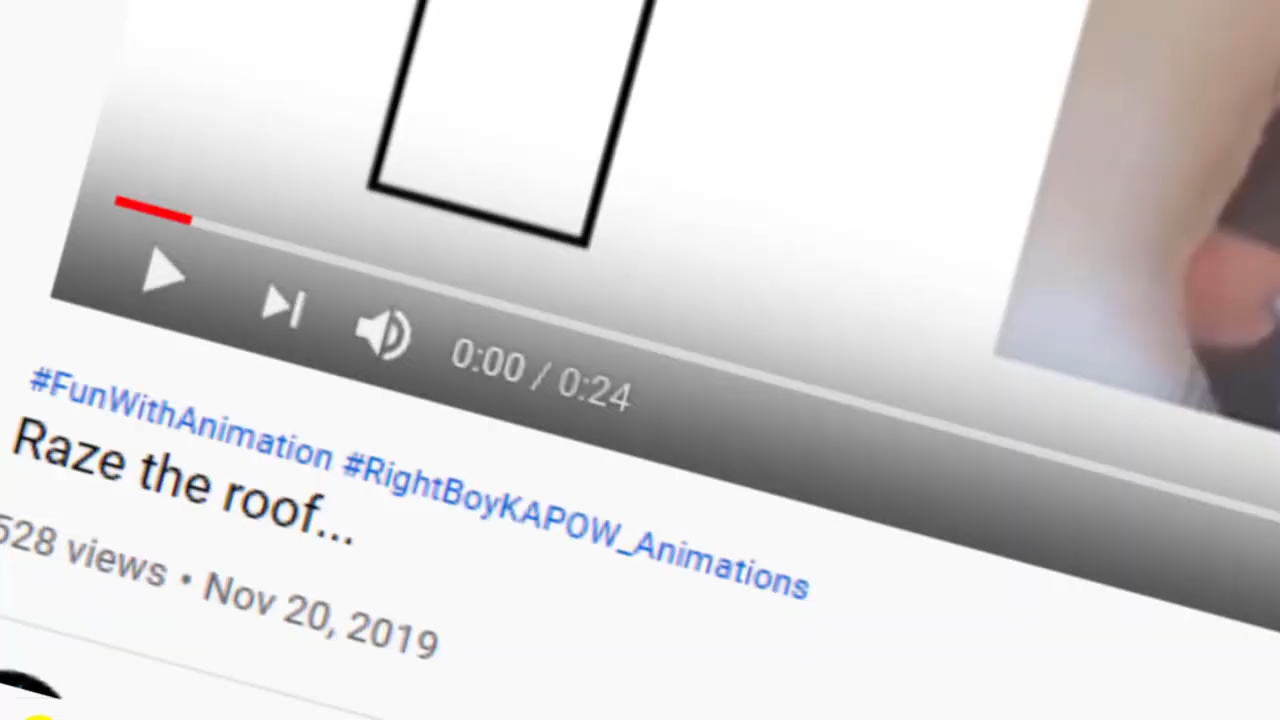 0:00 / 0:24
#FunWithAnimation #RightBoyKAPOW_Animations
Raze the roof...
528 views • Nov 20, 2019